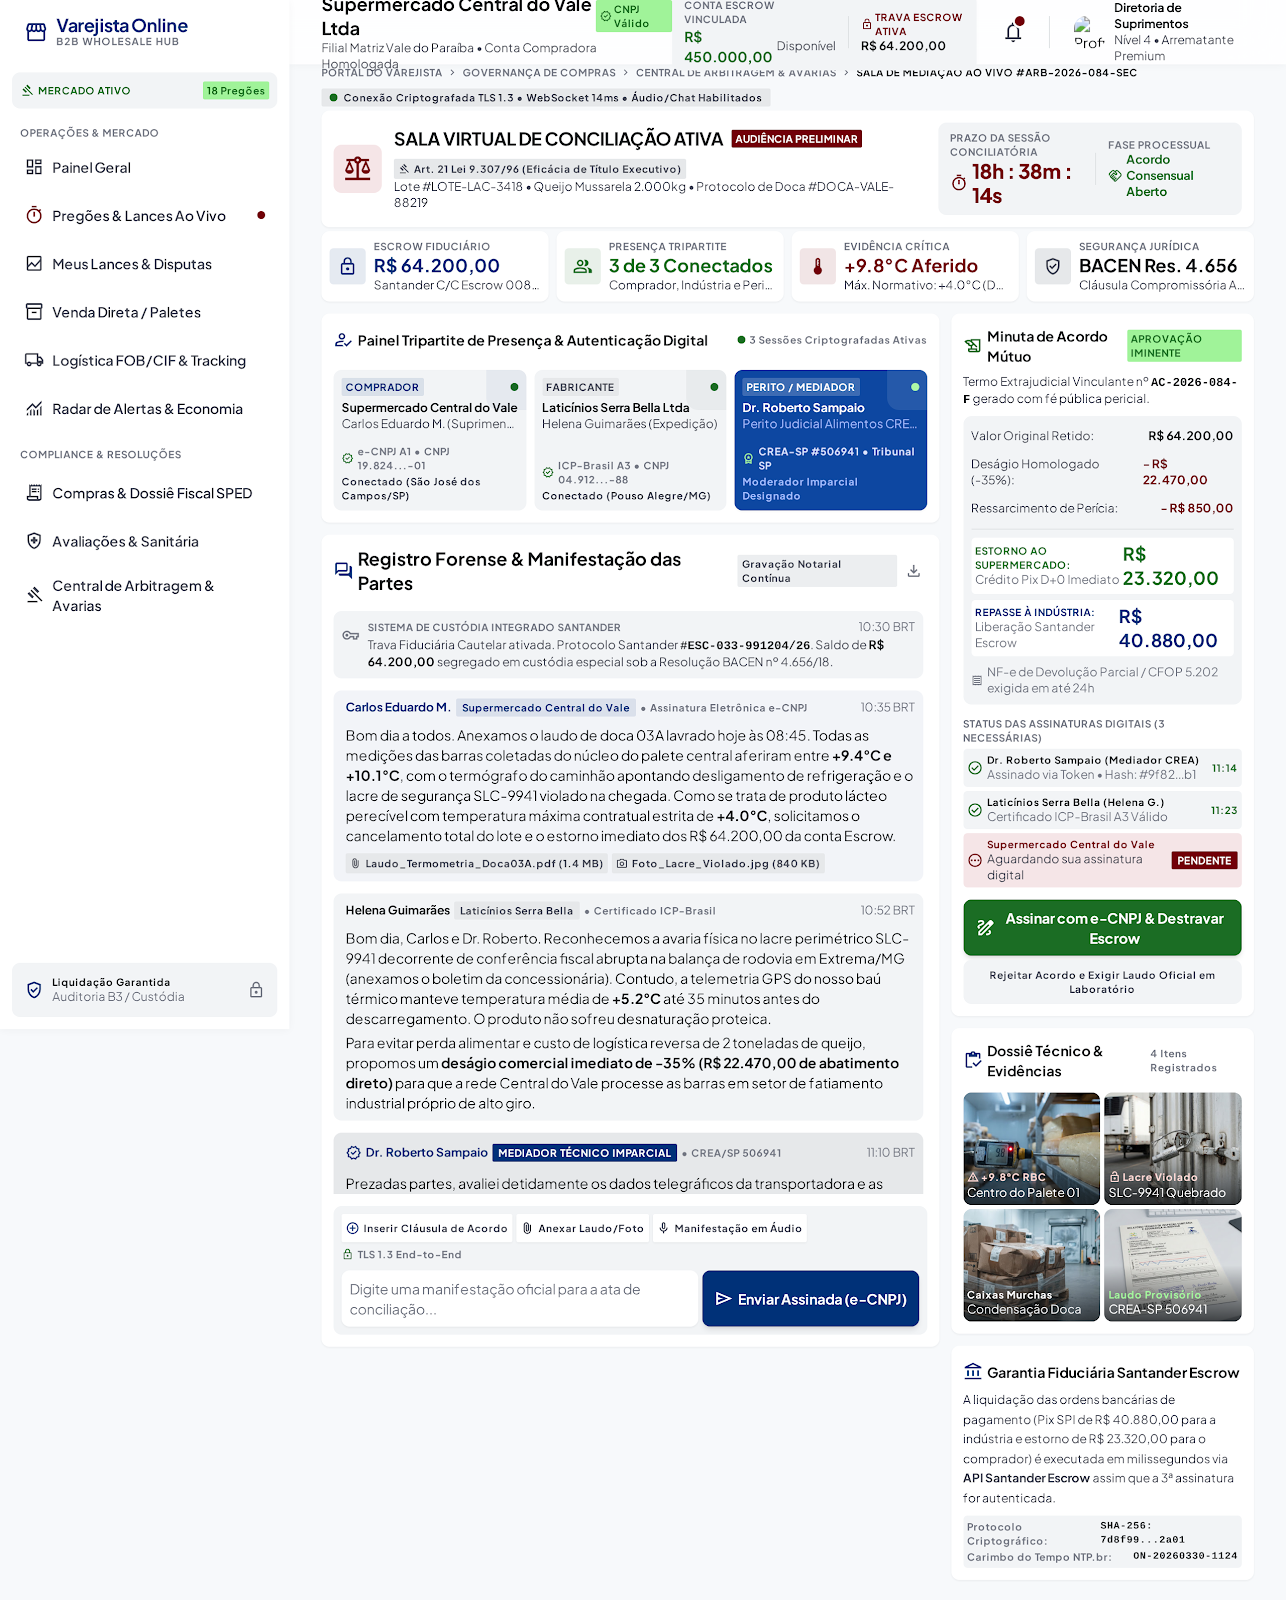 Varejista Online
B2B WHOLESALE HUB
MERCADO ATIVO
18 Pregões
OPERAÇÕES & MERCADO
Painel Geral
Pregões & Lances Ao Vivo
Meus Lances & Disputas
Venda Direta / Paletes
Logística FOB/CIF & Tracking
Radar de Alertas & Economia
COMPLIANCE & RESOLUÇÕES
Compras & Dossiê Fiscal SPED
Avaliações & Sanitária
Central de Arbitragem &
Avarias
Liquidação Garantida
Auditoria B3 / Custódia
Supermercado Central do Vale
Ltda
Filial Matriz Vale do Paraíba • Conta Compradora
Homologada
CNPJ
Válido
CONTA ESCROW
VINCULADA
R$
450.000,00
Disponível
TRAVA ESCROW
ATIVA
R$ 64.200,00
Diretoria de
Suprimentos
Nível 4 • Arrematante
Premium
PORTAL DO VAREJISTA
GOVERNANÇA DE COMPRAS
CENTRAL DE ARBITRAGEM & AVARIAS
SALA DE MEDIAÇÃO AO VIVO #ARB-2026-084-SEC
Conexão Criptografada TLS 1.3 • WebSocket 14ms • Áudio/Chat Habilitados
SALA VIRTUAL DE CONCILIAÇÃO ATIVA
AUDIÊNCIA PRELIMINAR
Art. 21 Lei 9.307/96 (Eficácia de Título Executivo)
Lote #LOTE-LAC-3418 • Queijo Mussarela 2.000kg • Protocolo de Doca #DOCA-VALE-
88219
PRAZO DA SESSÃO
CONCILIATÓRIA
18h : 38m :
14s
FASE PROCESSUAL
Acordo
Consensual
Aberto
ESCROW FIDUCIÁRIO
R$ 64.200,00
Santander C/C Escrow 008...
PRESENÇA TRIPARTITE
3 de 3 Conectados
Comprador, Indústria e Peri...
EVIDÊNCIA CRÍTICA
+9.8°C Aferido
Máx. Normativo: +4.0°C (D...
SEGURANÇA JURÍDICA
BACEN Res. 4.656
Cláusula Compromissória A...
Painel Tripartite de Presença & Autenticação Digital
3 Sessões Criptografadas Ativas
COMPRADOR
Supermercado Central do Vale
Carlos Eduardo M. (Suprimen...
e-CNPJ A1 • CNPJ
19.824...-01
Conectado (São José dos
Campos/SP)
FABRICANTE
Laticínios Serra Bella Ltda
Helena Guimarães (Expedição)
ICP-Brasil A3 • CNPJ
04.912...-88
Conectado (Pouso Alegre/MG)
PERITO / MEDIADOR
Dr. Roberto Sampaio
Perito Judicial Alimentos CRE...
CREA-SP #506941 • Tribunal
SP
Moderador Imparcial
Designado
Registro Forense & Manifestação das
Partes
Gravação Notarial
Contínua
SISTEMA DE CUSTÓDIA INTEGRADO SANTANDER
10:30 BRT
Trava Fiduciária Cautelar ativada. Protocolo Santander #ESC-033-991204/26. Saldo de R$
64.200,00 segregado em custódia especial sob a Resolução BACEN nº 4.656/18.
Carlos Eduardo M.
Supermercado Central do Vale
• Assinatura Eletrônica e-CNPJ
10:35 BRT
Bom dia a todos. Anexamos o laudo de doca 03A lavrado hoje às 08:45. Todas as
medições das barras coletadas do núcleo do palete central aferiram entre +9.4°C e
+10.1°C, com o termógrafo do caminhão apontando desligamento de refrigeração e o
lacre de segurança SLC-9941 violado na chegada. Como se trata de produto lácteo
perecível com temperatura máxima contratual estrita de +4.0°C, solicitamos o
cancelamento total do lote e o estorno imediato dos R$ 64.200,00 da conta Escrow.
Laudo_Termometria_Doca03A.pdf (1.4 MB)
Foto_Lacre_Violado.jpg (840 KB)
Helena Guimarães
Laticínios Serra Bella
• Certificado ICP-Brasil
10:52 BRT
Bom dia, Carlos e Dr. Roberto. Reconhecemos a avaria física no lacre perimétrico SLC-
9941 decorrente de conferência fiscal abrupta na balança de rodovia em Extrema/MG
(anexamos o boletim da concessionária). Contudo, a telemetria GPS do nosso baú
térmico manteve temperatura média de +5.2°C até 35 minutos antes do
descarregamento. O produto não sofreu desnaturação proteica.
Para evitar perda alimentar e custo de logística reversa de 2 toneladas de queijo,
propomos um deságio comercial imediato de -35% (R$ 22.470,00 de abatimento
direto) para que a rede Central do Vale processe as barras em setor de fatiamento
industrial próprio de alto giro.
Dr. Roberto Sampaio
MEDIADOR TÉCNICO IMPARCIAL
• CREA/SP 506941
11:10 BRT
Prezadas partes, avaliei detidamente os dados telegráficos da transportadora e as
Inserir Cláusula de Acordo
Anexar Laudo/Foto
Manifestação em Áudio
TLS 1.3 End-to-End
Digite uma manifestação oficial para a ata de
conciliação...
Enviar Assinada (e-CNPJ)
Minuta de Acordo
Mútuo
APROVAÇÃO
IMINENTE
Termo Extrajudicial Vinculante nº AC-2026-084-
F gerado com fé pública pericial.
Valor Original Retido:
R$ 64.200,00
Deságio Homologado
(-35%):
- R$
22.470,00
Ressarcimento de Perícia:
- R$ 850,00
ESTORNO AO
SUPERMERCADO:
Crédito Pix D+0 Imediato
R$
23.320,00
REPASSE À INDÚSTRIA:
Liberação Santander
Escrow
R$
40.880,00
NF-e de Devolução Parcial / CFOP 5.202
exigida em até 24h
STATUS DAS ASSINATURAS DIGITAIS (3
NECESSÁRIAS)
Dr. Roberto Sampaio (Mediador CREA)
Assinado via Token • Hash: #9f82...b1
11:14
Laticínios Serra Bella (Helena G.)
Certificado ICP-Brasil A3 Válido
11:23
Supermercado Central do Vale
Aguardando sua assinatura
digital
PENDENTE
Assinar com e-CNPJ & Destravar
Escrow
Rejeitar Acordo e Exigir Laudo Oficial em
Laboratório
Dossiê Técnico &
Evidências
4 Itens
Registrados
+9.8°C RBC
Centro do Palete 01
Lacre Violado
SLC-9941 Quebrado
Caixas Murchas
Condensação Doca
Laudo Provisório
CREA-SP 506941
Garantia Fiduciária Santander Escrow
A liquidação das ordens bancárias de
pagamento (Pix SPI de R$ 40.880,00 para a
indústria e estorno de R$ 23.320,00 para o
comprador) é executada em milissegundos via
API Santander Escrow assim que a 3ª assinatura
for autenticada.
Protocolo
Criptográfico:
SHA-256:
7d8f99...2a01
Carimbo do Tempo NTP.br:
ON-20260330-1124